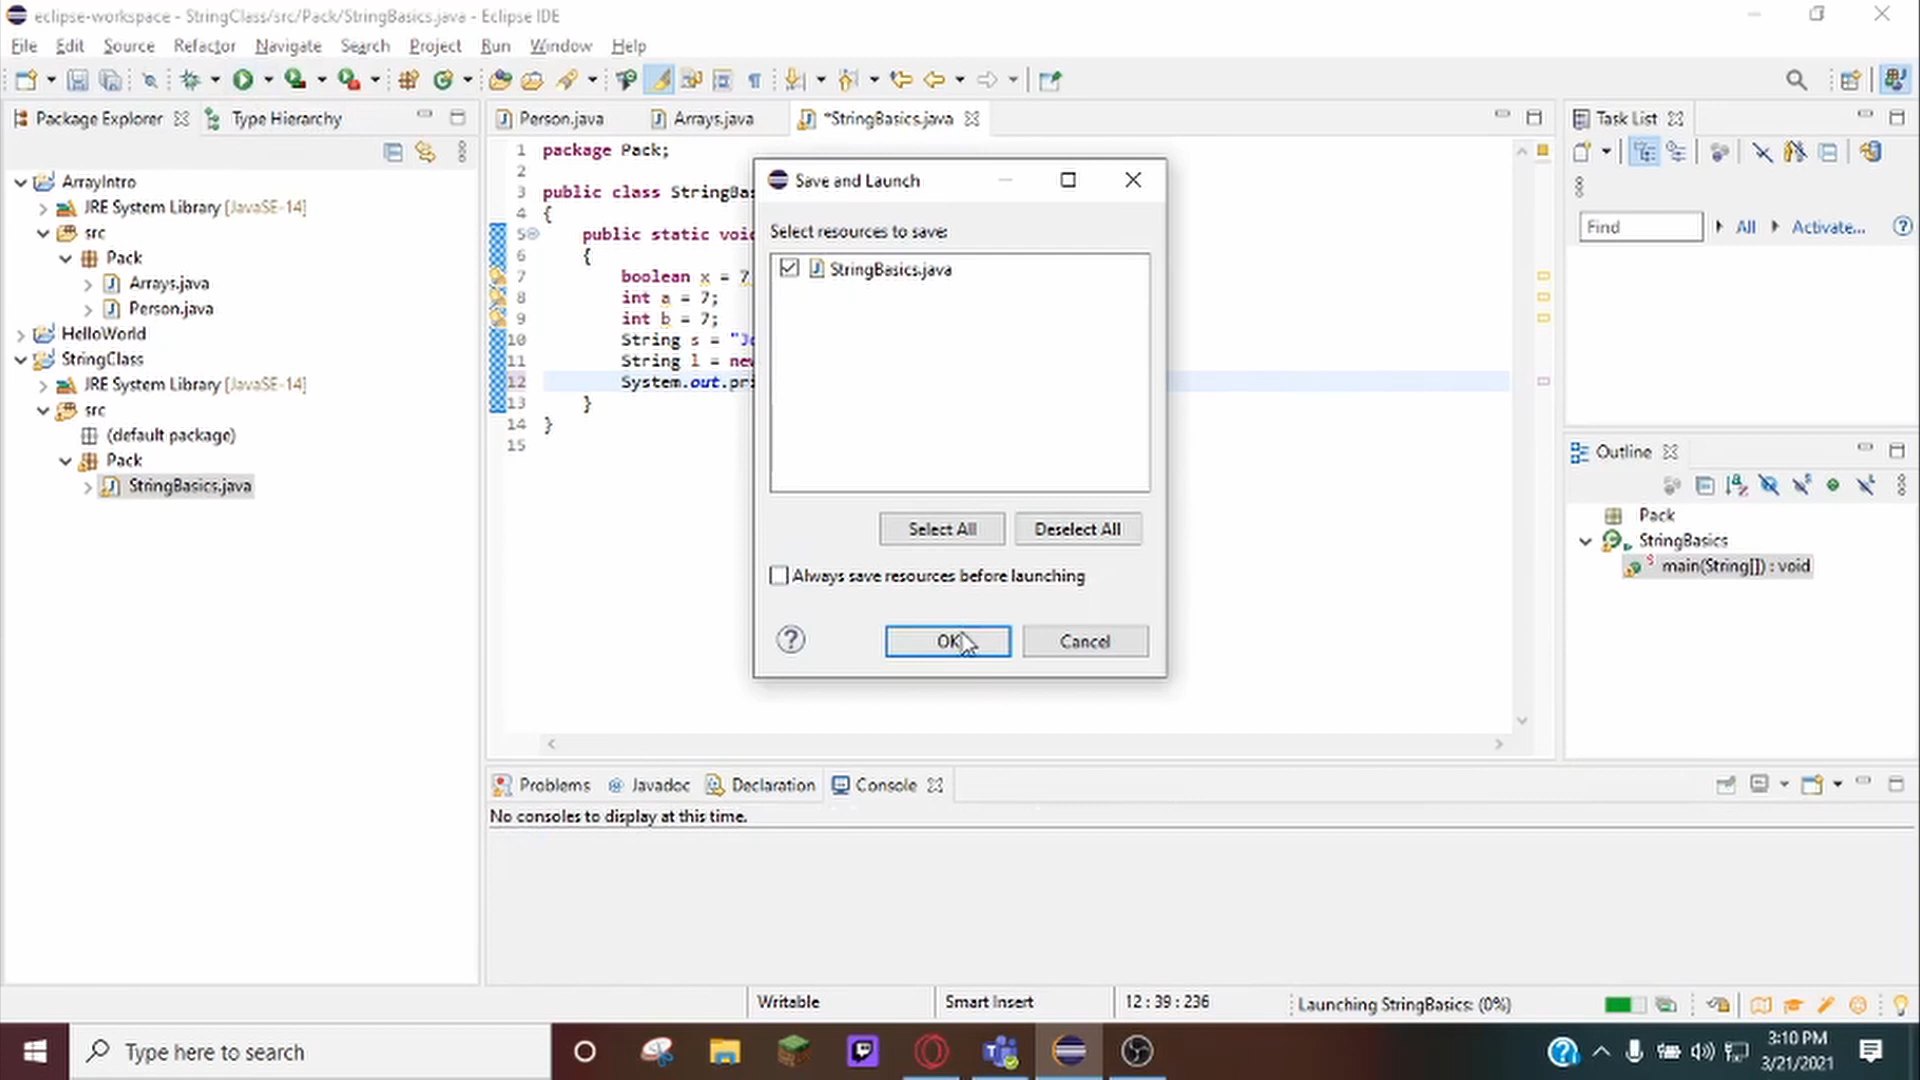 eclipse-workspace - StringClass/src/Pack/StringBasics.java - Eclipse IDE
File Edit Source Refactor Navigate Search Project Run Window Help
Package Explorer Type Hierarchy
ArrayIntro
JRE System Library [JavaSE-14]
src
Pack
Arrays.java
Person.java
HelloWorld
StringClass
JRE System Library [JavaSE-14]
src
(default package)
Pack
StringBasics.java
Person.java Arrays.java *StringBasics.java
1 package Pack;
2
3 public class StringBas
4 {
5 public static voi
6 {
7 boolean x = 7
8 int a = 7;
9 int b = 7;
10 String s = "J
11 String l = new
12 System.out.pri
13 }
14 }
15
Save and Launch
Select resources to save:
StringBasics.java
Select All Deselect All
Always save resources before launching
OK Cancel
Task List
Find All Activate...
Outline
Pack
StringBasics
main(String[]) : void
Problems Javadoc Declaration Console
No consoles to display at this time.
Writable Smart Insert 12 : 39 : 236 Launching StringBasics: (0%)
Type here to search
3:10 PM
3/21/2021